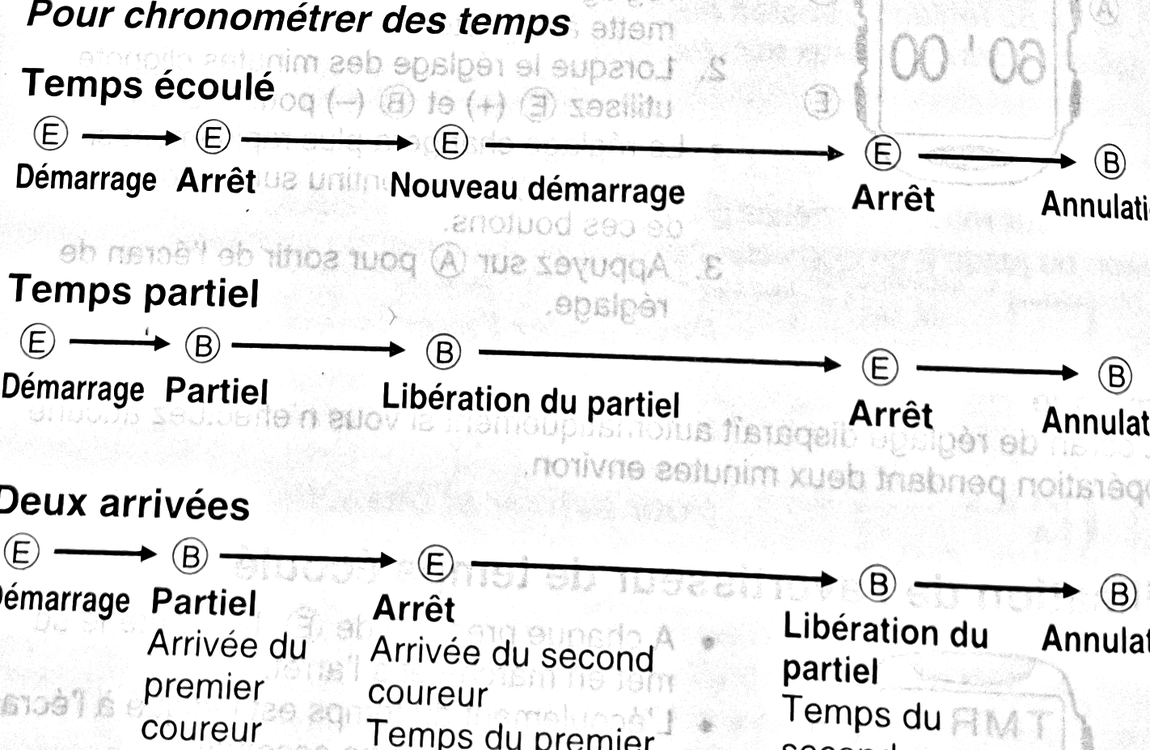 Pour chronométrer des temps
Temps écoulé
Ⓔ Ⓔ Ⓔ Ⓔ Ⓑ
Démarrage Arrêt Nouveau démarrage Arrêt Annulati
Temps partiel
Ⓔ Ⓑ Ⓑ Ⓔ Ⓑ
Démarrage Partiel Libération du partiel Arrêt Annulat
Deux arrivées
Ⓔ Ⓑ Ⓔ Ⓑ Ⓑ
émarrage Partiel Arrêt Libération du partiel Annulat
Arrivée du premier coureur
Arrivée du second coureur
Temps du premier
Temps du